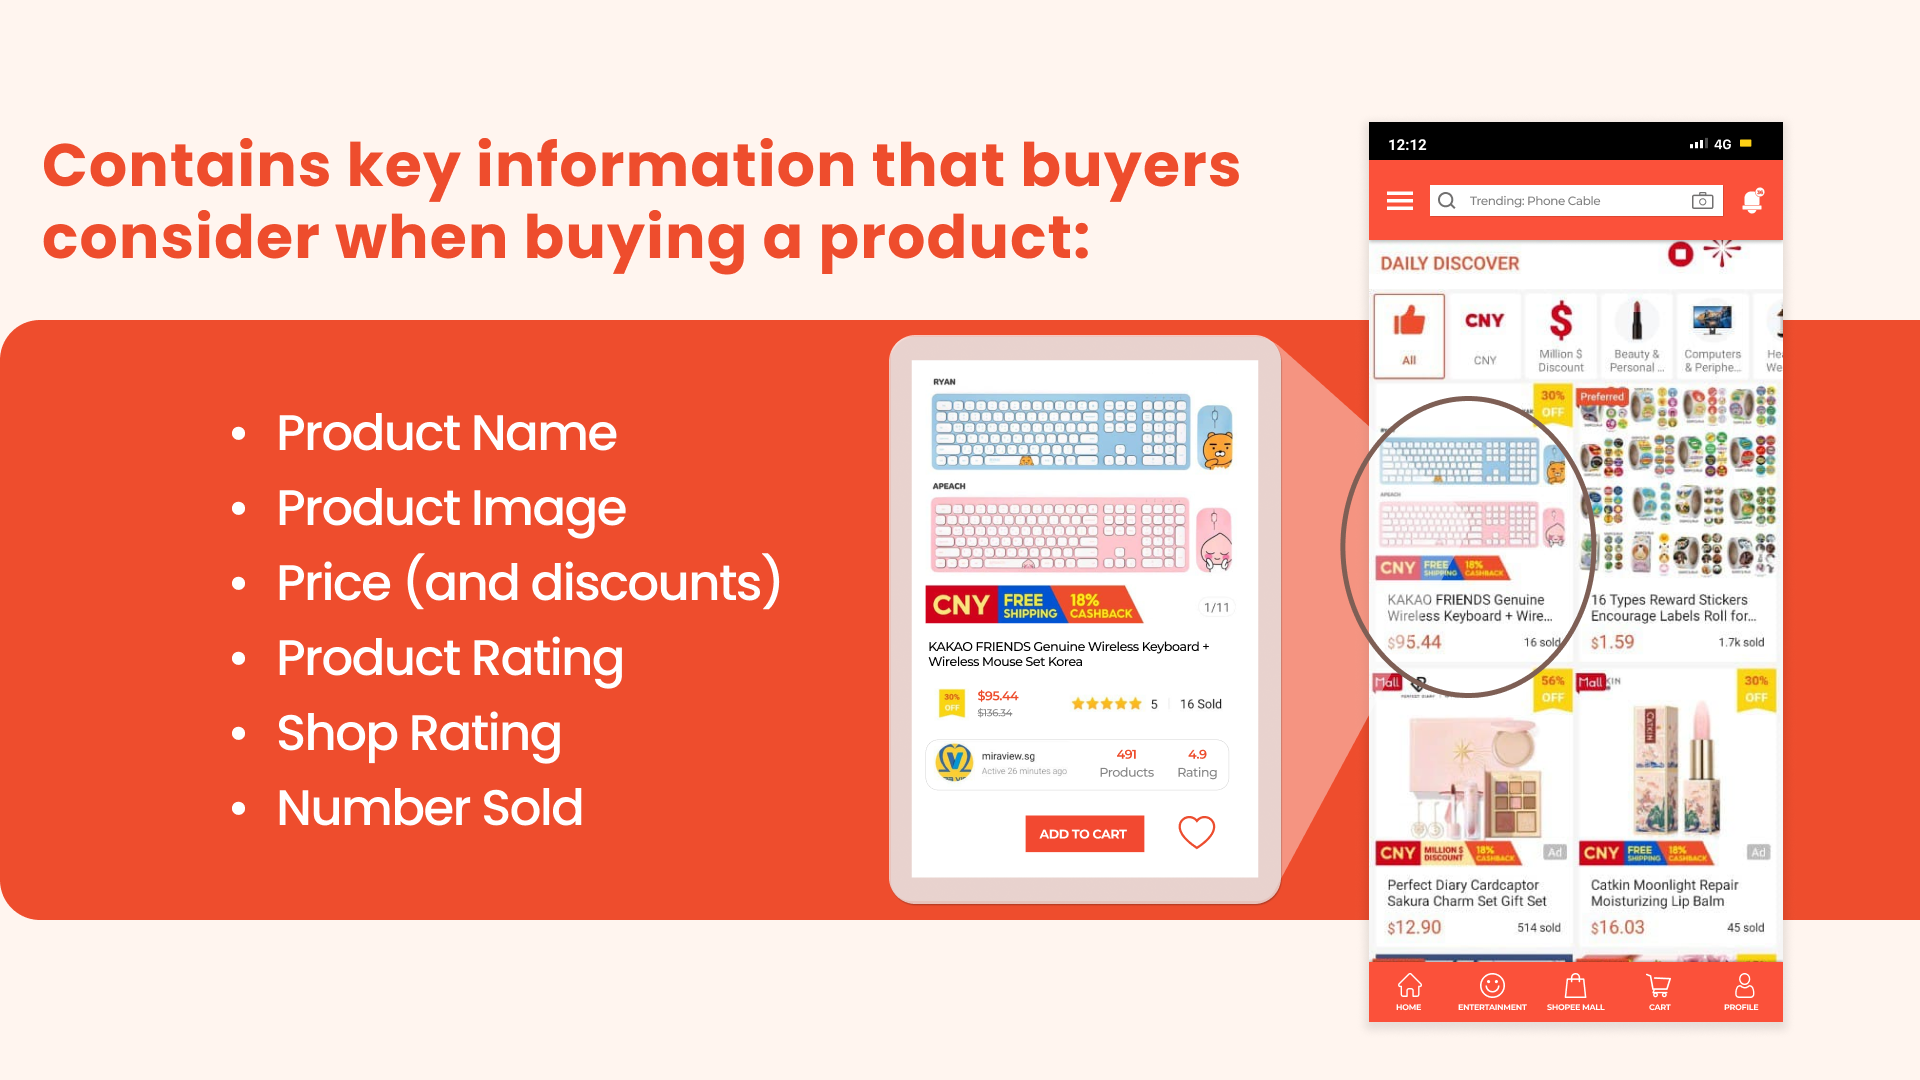 Contains key information that buyers
consider when buying a product:
• Product Name
• Product Image
• Price (and discounts)
• Product Rating
• Shop Rating
• Number Sold
RYAN
APEACH
CNY
FREE
SHIPPING
18%
CASHBACK
1/11
KAKAO FRIENDS Genuine Wireless Keyboard +
Wireless Mouse Set Korea
30%
OFF
$95.44
$136.34
5
16 Sold
miraview.sg
Active 26 minutes ago
491
Products
4.9
Rating
ADD TO CART
12:12
4G
Trending: Phone Cable
DAILY DISCOVER
All
CNY
CNY
$
Million $
Discount
Beauty &
Personal ...
Computers
& Periphe...
Hea
We
30%
OFF
APEACH
CNY
FREE
SHIPPING
18%
CASHBACK
KAKAO FRIENDS Genuine
Wireless Keyboard + Wire...
$95.44
16 sold
Preferred
16 Types Reward Stickers
Encourage Labels Roll for...
$1.59
1.7k sold
Mall
PERFECT DIARY
56%
OFF
CNY
MILLION $
DISCOUNT
18%
CASHBACK
Ad
Perfect Diary Cardcaptor
Sakura Charm Set Gift Set
$12.90
514 sold
Mall
KIN
30%
OFF
CATKIN
CNY
FREE
SHIPPING
18%
CASHBACK
Ad
Catkin Moonlight Repair
Moisturizing Lip Balm
$16.03
45 sold
HOME
ENTERTAINMENT
SHOPEE MALL
CART
PROFILE